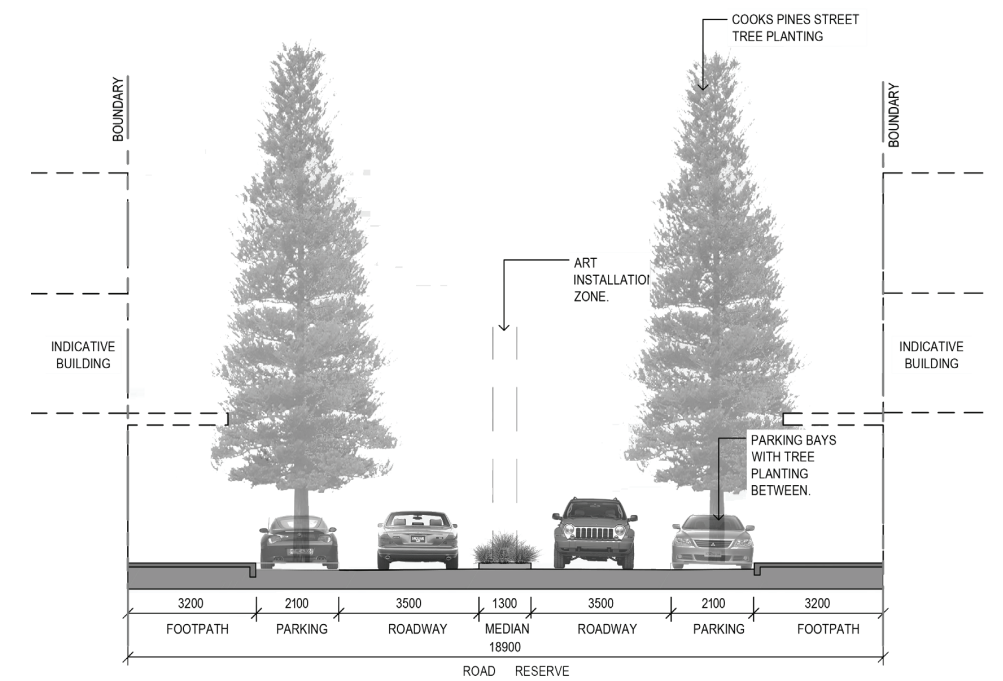 COOKS PINES STREET
TREE PLANTING
BOUNDARY
BOUNDARY
ART
INSTALLATION
ZONE.
INDICATIVE
BUILDING
INDICATIVE
BUILDING
PARKING BAYS
WITH TREE
PLANTING
BETWEEN.
3200 2100 3500 1300 3500 2100 3200
FOOTPATH PARKING ROADWAY MEDIAN ROADWAY PARKING FOOTPATH
18900
ROAD RESERVE